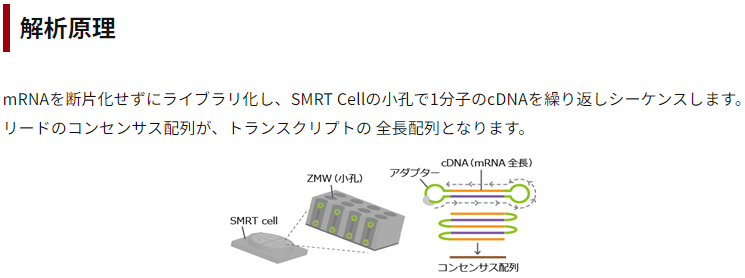 解析原理
mRNAを断片化せずにライブラリ化し、SMRT Cellの小孔で1分子のcDNAを繰り返しシーケンスします。
リードのコンセンサス配列が、トランスクリプトの 全長配列となります。
cDNA（mRNA 全長）
アダプター
ZMW（小孔）
SMRT cell
コンセンサス配列